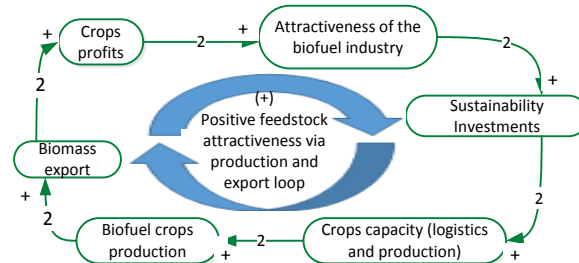 +
Crops
profits
2
+
Attractiveness of the
biofuel industry
2
+
Sustainability
Investments
2
(+)
Positive feedstock
attractiveness via
production and
export loop
Biomass
export
+
2
Biofuel crops
production
+
2
Crops capacity (logistics
and production)
+
2